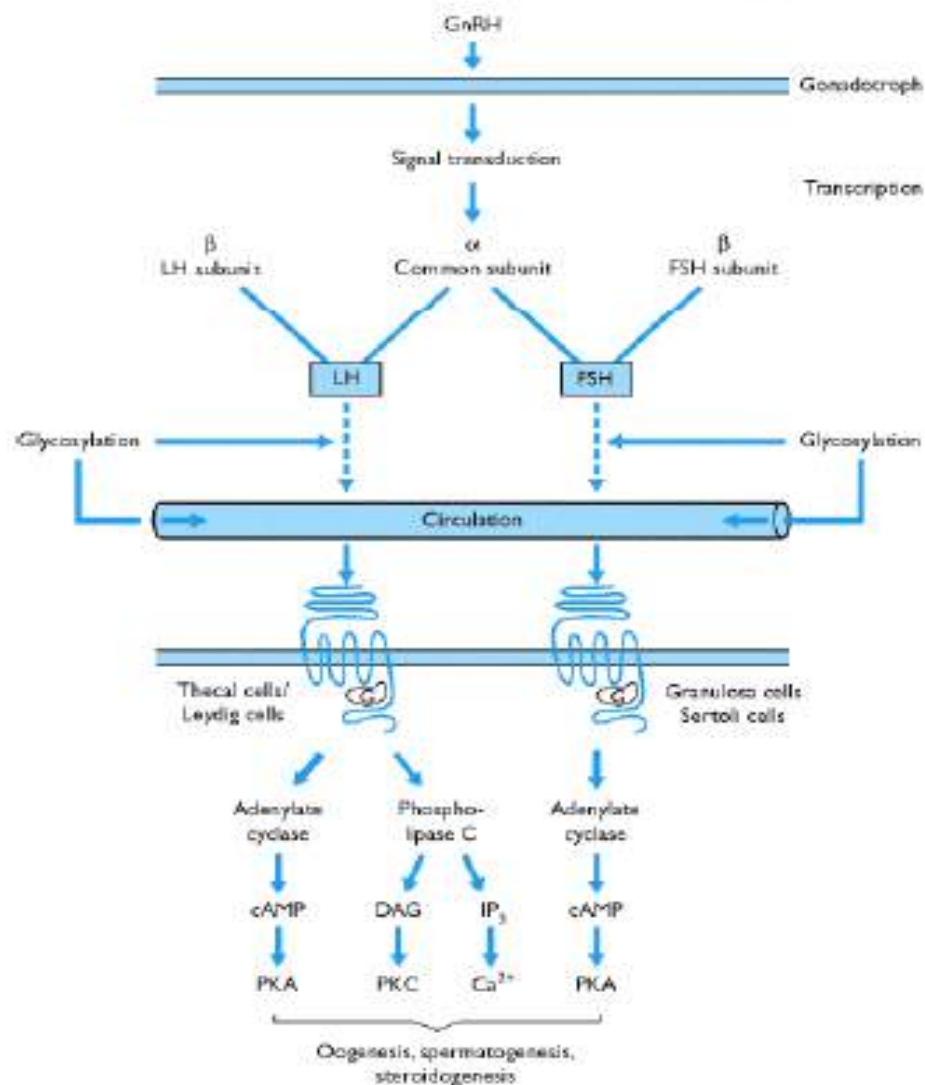 GnRH
Gonadocroph
Signal transduction
Transcription
β
LH subunit
α
Common subunit
β
FSH subunit
LH
FSH
Glycosylation
Glycosylation
Circulation
G
G
Thecal cells/
Leydig cells
Granulosa cells
Sertoli cells
Adenylate
cyclase
Phospho-
lipase C
Adenylate
cyclase
cAMP
DAG
IP₃
cAMP
PKA
PKC
Ca²⁺
PKA
Oogenesis, spermatogenesis,
steroidogenesis